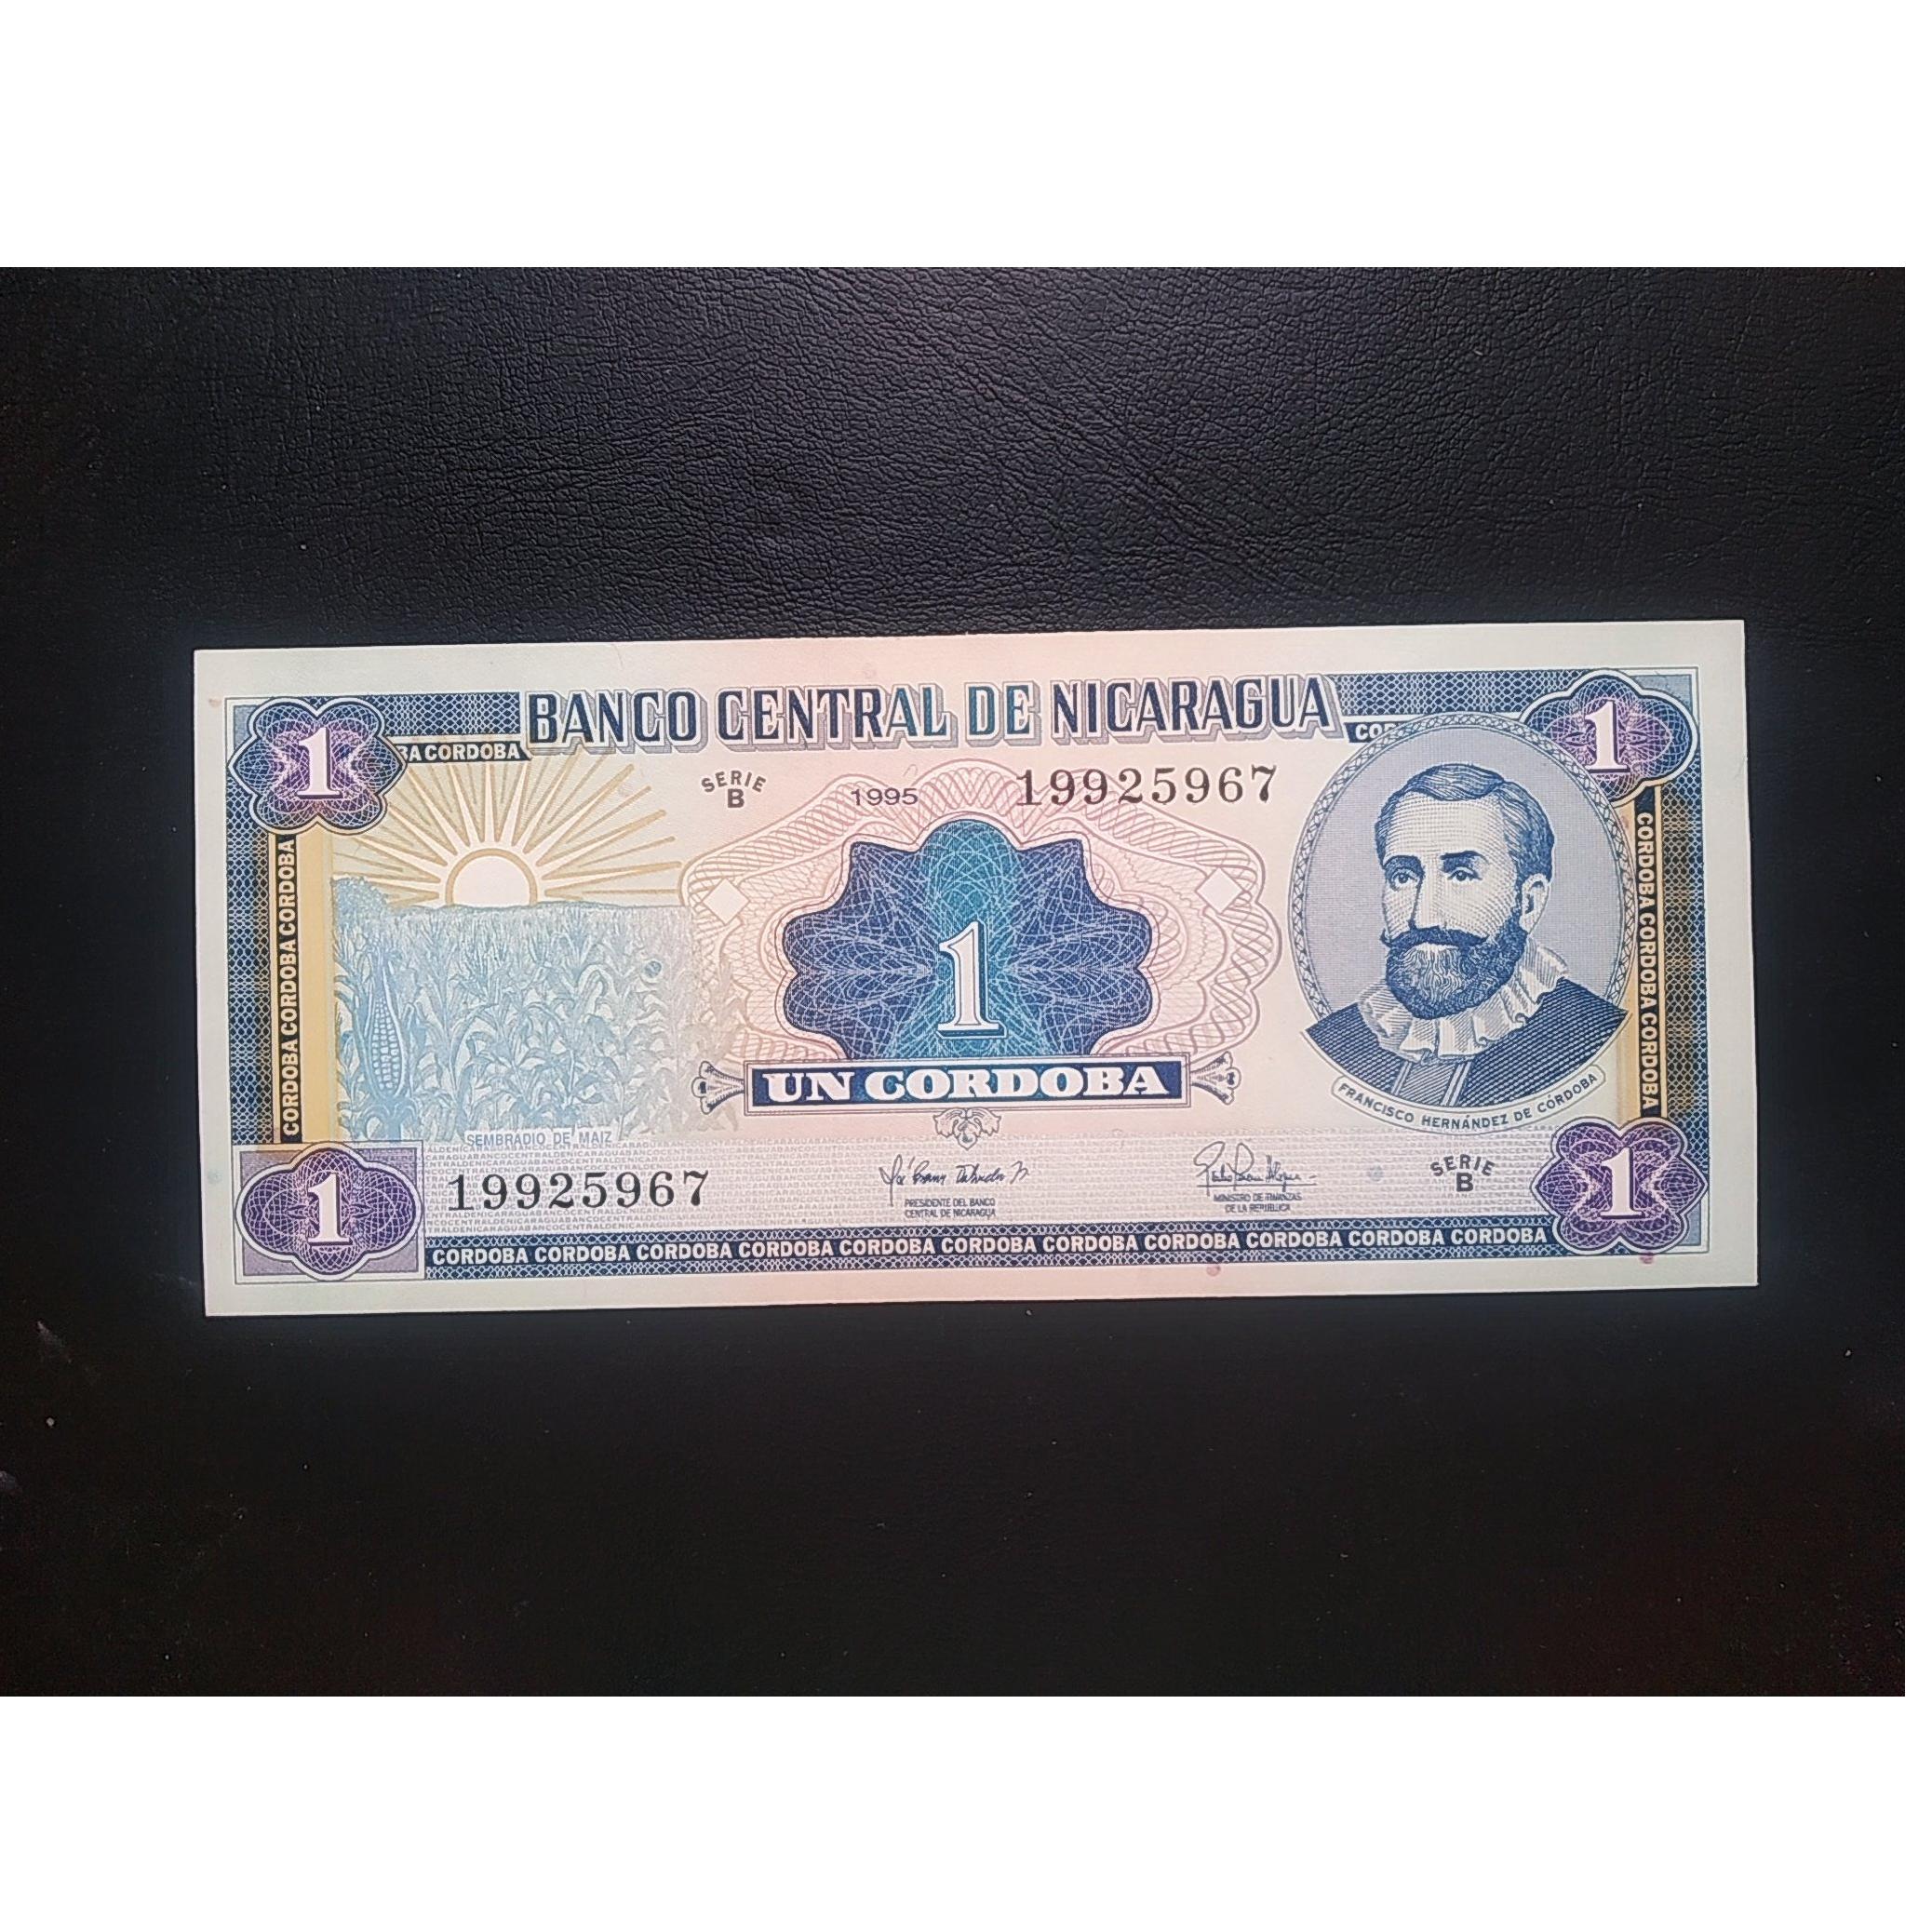 BANCO CENTRAL DE NICARAGUA
1
BA CORDOBA
COR
1
SERIE
B
1995
19925967
CORDOBA CORDOBA CORDOBA
CORDOBA CORDOBA CORDOBA
1
UN CORDOBA
FRANCISCO HERNÁNDEZ DE CÓRDOBA
SEMBRADIO DE MAIZ
1
19925967
PRESIDENTE DEL BANCO
CENTRAL DE NICARAGUA
MINISTRO DE FINANZAS
DE LA REPUBLICA
SERIE
B
1
CORDOBA CORDOBA CORDOBA CORDOBA CORDOBA CORDOBA CORDOBA CORDOBA CORDOBA CORDOBA CORDOBA